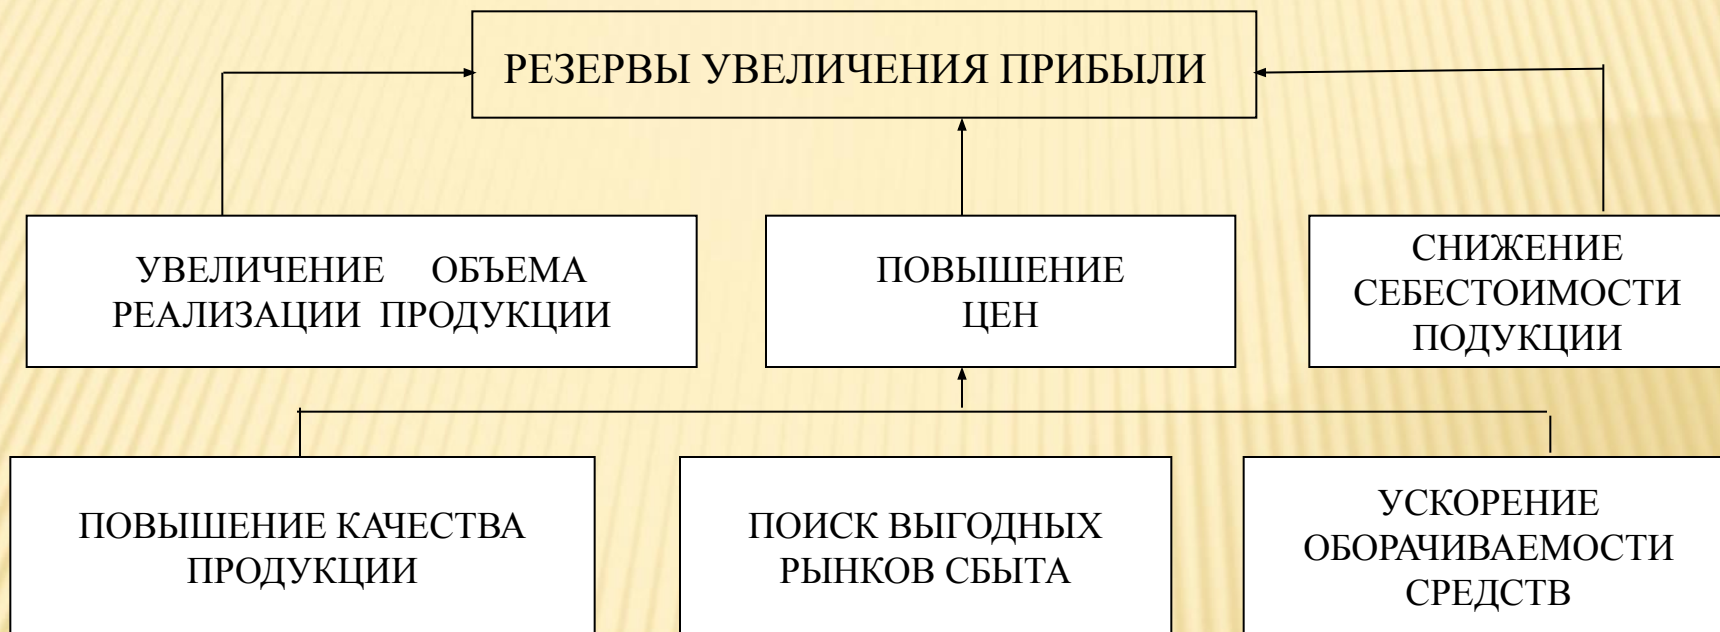 РЕЗЕРВЫ УВЕЛИЧЕНИЯ ПРИБЫЛИ
УВЕЛИЧЕНИЕ ОБЪЕМА
РЕАЛИЗАЦИИ ПРОДУКЦИИ
ПОВЫШЕНИЕ
ЦЕН
СНИЖЕНИЕ
СЕБЕСТОИМОСТИ
ПОДУКЦИИ
ПОВЫШЕНИЕ КАЧЕСТВА
ПРОДУКЦИИ
ПОИСК ВЫГОДНЫХ
РЫНКОВ СБЫТА
УСКОРЕНИЕ
ОБОРАЧИВАЕМОСТИ
СРЕДСТВ